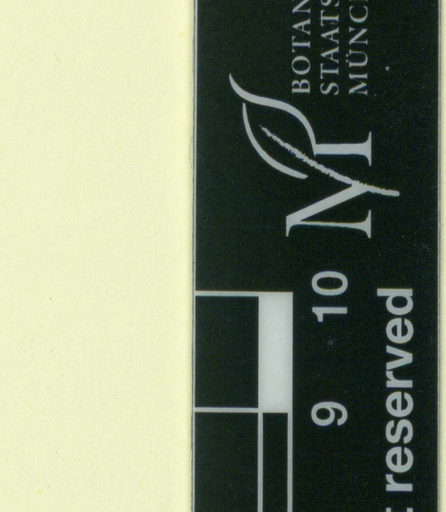 BOTAN
STAATS
MÜNC
M
9 10
t reserved